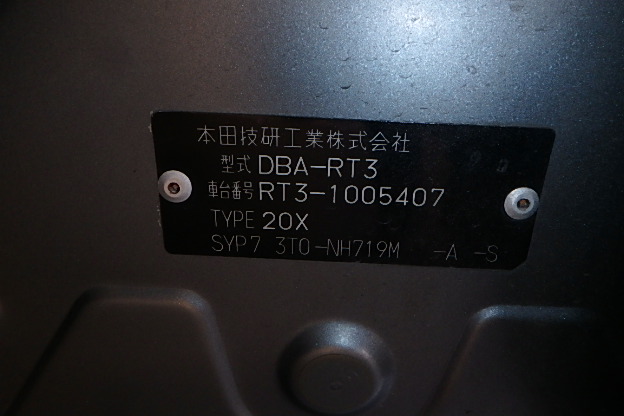 本田技研工業株式会社
型式 DBA-RT3
車台番号 RT3-1005407
TYPE 20X
SYP7 3T0-NH719M -A -S